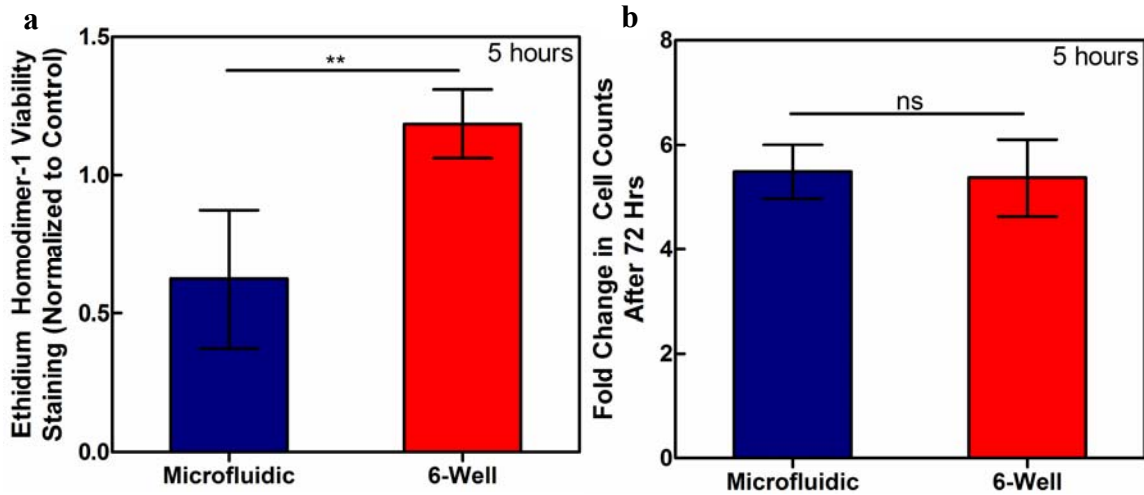 a
Ethidium Homodimer-1 Viability
Staining (Normalized to Control)
1.5
1.0
0.5
0.0
5 hours
**
Microfluidic
6-Well
b
Fold Change in Cell Counts
After 72 Hrs
8
6
4
2
0
5 hours
ns
Microfluidic
6-Well